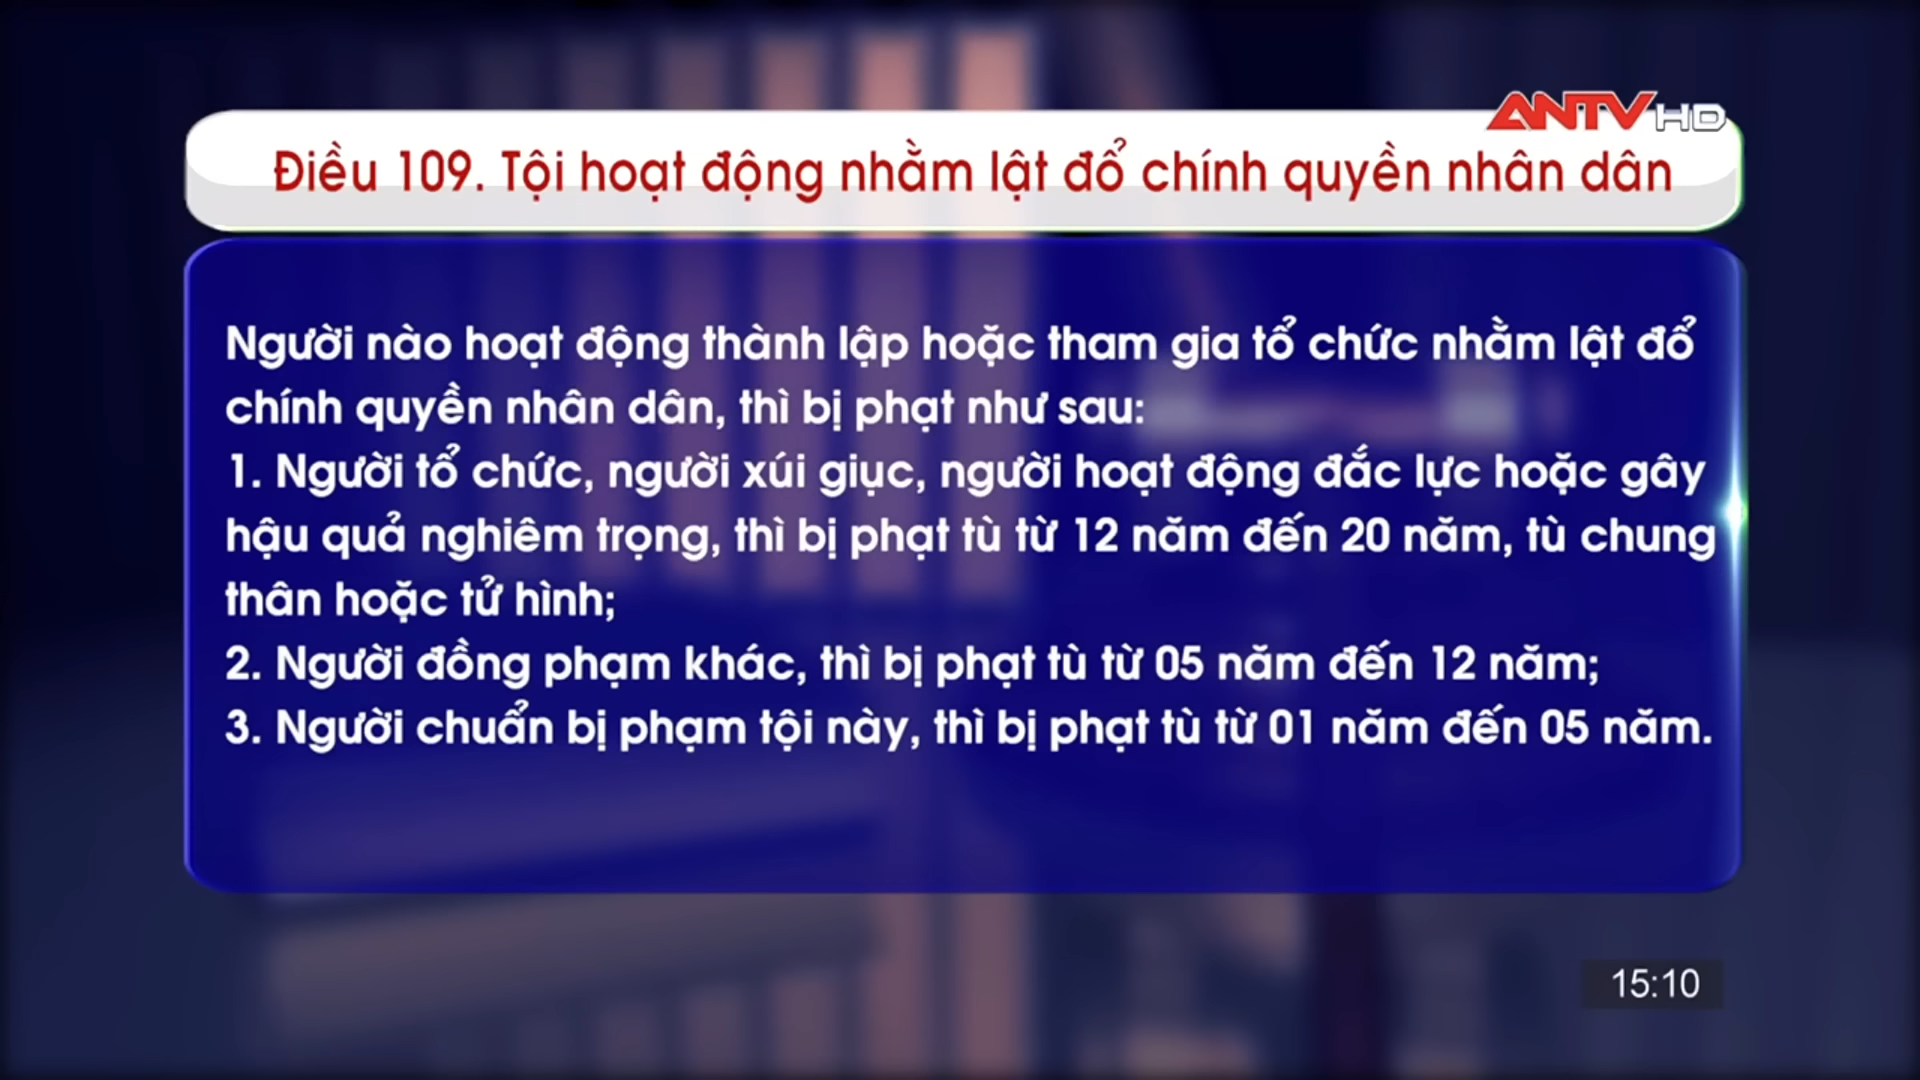 ANTV HD
Điều 109. Tội hoạt động nhằm lật đổ chính quyền nhân dân
Người nào hoạt động thành lập hoặc tham gia tổ chức nhằm lật đổ
chính quyền nhân dân, thì bị phạt như sau:
1. Người tổ chức, người xúi giục, người hoạt động đắc lực hoặc gây
hậu quả nghiêm trọng, thì bị phạt tù từ 12 năm đến 20 năm, tù chung
thân hoặc tử hình;
2. Người đồng phạm khác, thì bị phạt tù từ 05 năm đến 12 năm;
3. Người chuẩn bị phạm tội này, thì bị phạt tù từ 01 năm đến 05 năm.
15:10